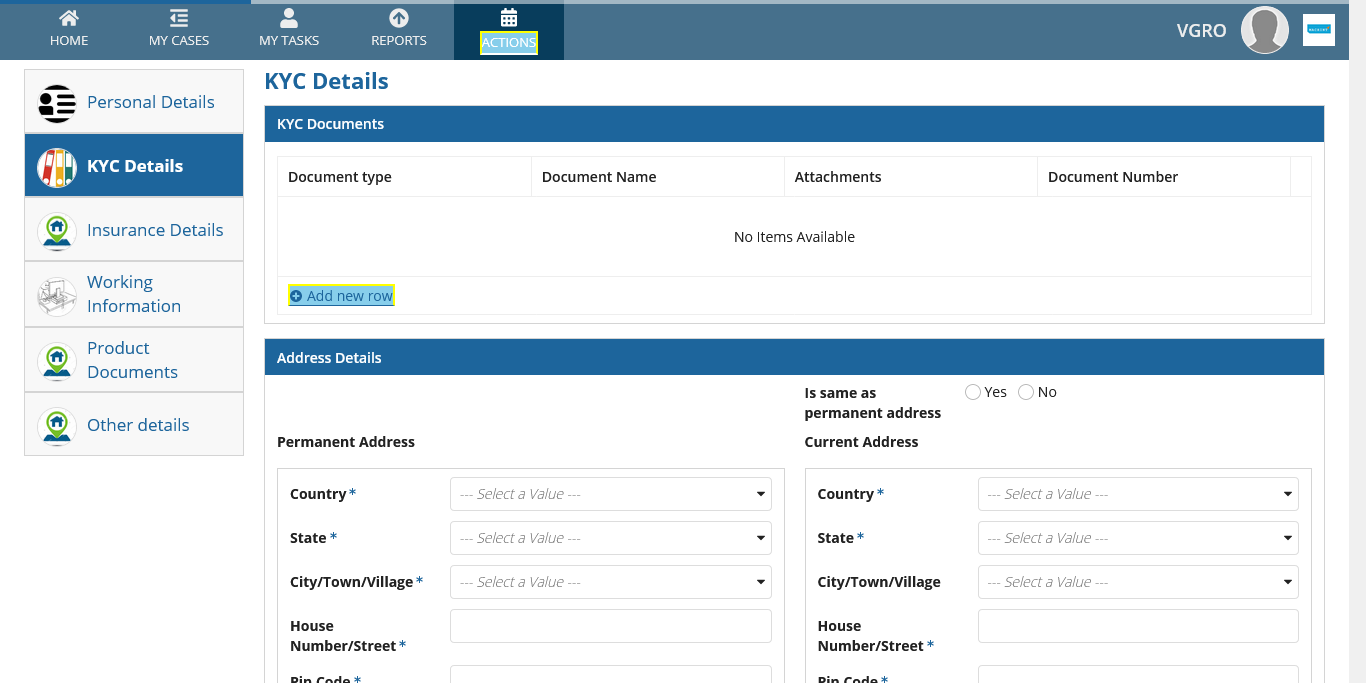 HOME
MY CASES
MY TASKS
REPORTS
ACTIONS
VGRO
Personal Details
KYC Details
Insurance Details
Working
Information
Product
Documents
Other details
KYC Details
KYC Documents
Document type
Document Name
Attachments
Document Number
No Items Available
Add new row
Address Details
Is same as
permanent address
Yes
No
Permanent Address
Current Address
Country *
--- Select a Value ---
State *
--- Select a Value ---
City/Town/Village *
--- Select a Value ---
House
Number/Street *
Pin Code *
Country *
--- Select a Value ---
State *
--- Select a Value ---
City/Town/Village
--- Select a Value ---
House
Number/Street *
Pin Code *